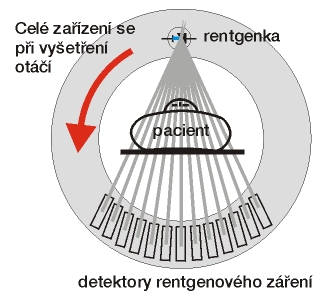 Celé zařízení se
při vyšetření
otáčí
rentgenka
pacient
detektory rentgenového záření